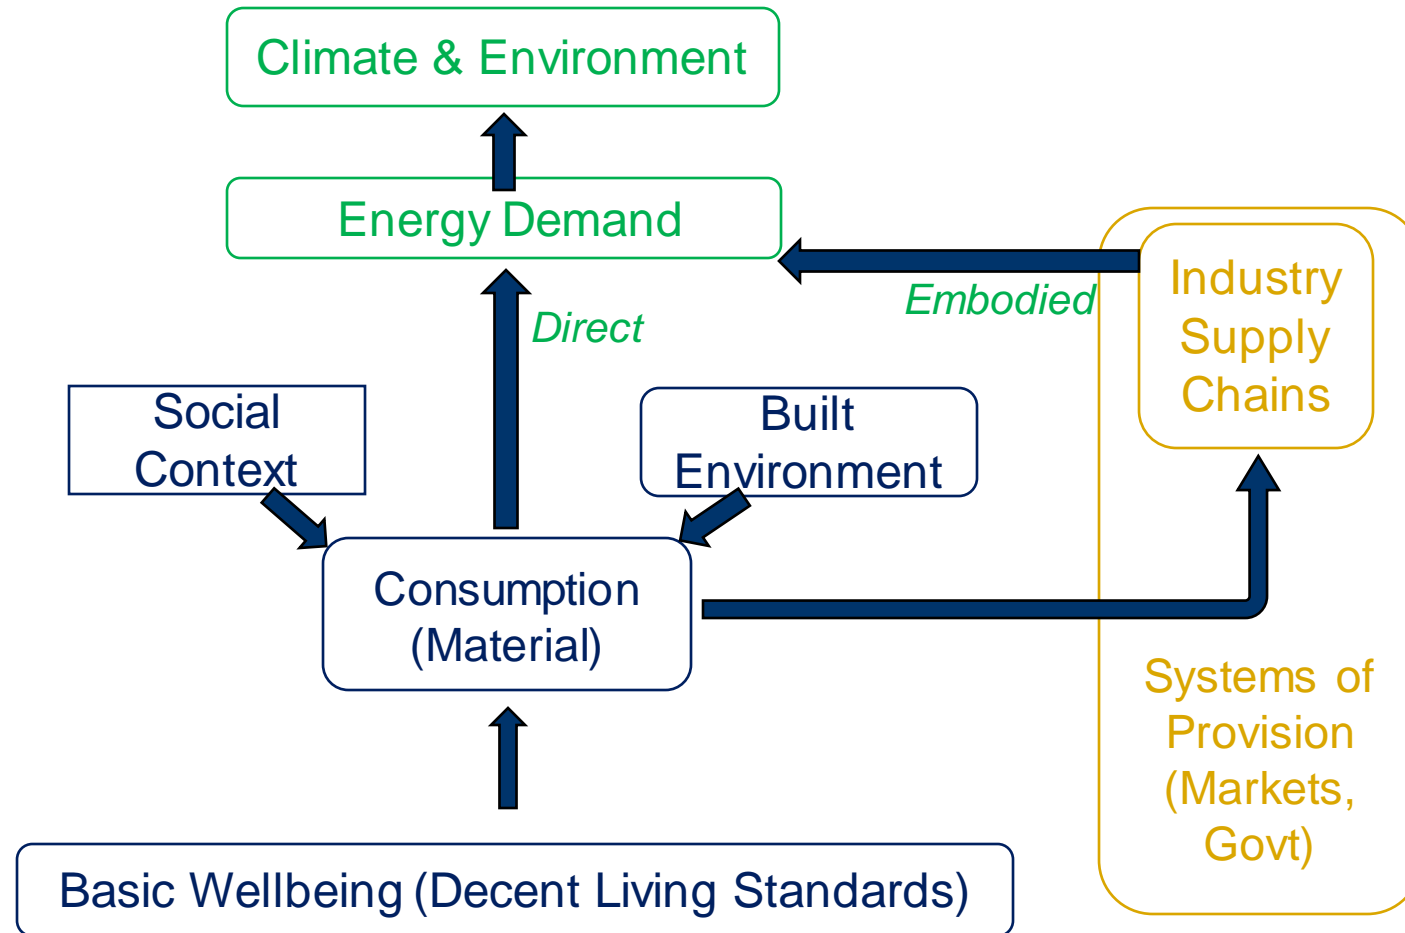 Climate & Environment
Energy Demand
Direct
Embodied
Industry
Supply
Chains
Social
Context
Built
Environment
Consumption
(Material)
Systems of
Provision
(Markets,
Govt)
Basic Wellbeing (Decent Living Standards)